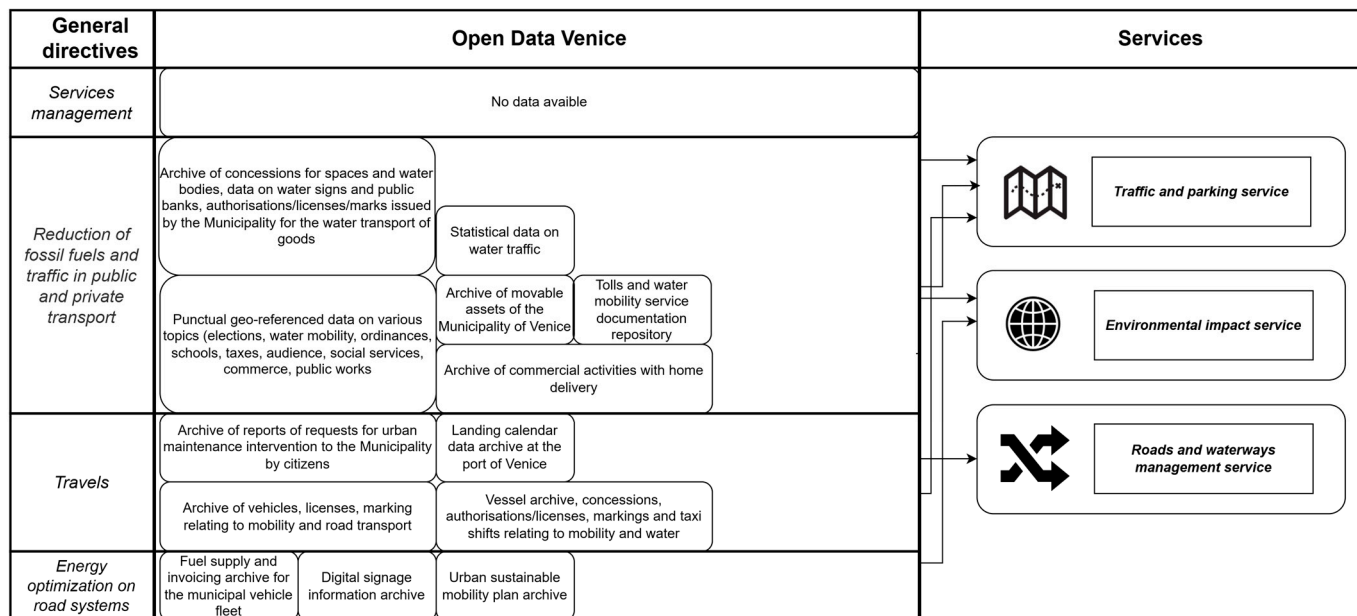 General
directives
Open Data Venice
Services
Services
management
No data avaible
Reduction of
fossil fuels and
traffic in public
and private
transport
Archive of concessions for spaces and water
bodies, data on water signs and public
banks, authorisations/licenses/marks issued
by the Municipality for the water transport of
goods
Statistical data on
water traffic
Punctual geo-referenced data on various
topics (elections, water mobility, ordinances,
schools, taxes, audience, social services,
commerce, public works
Archive of movable
assets of the
Municipality of Venice
Tolls and water
mobility service
documentation
repository
Archive of commercial activities with home
delivery
Travels
Archive of reports of requests for urban
maintenance intervention to the Municipality
by citizens
Landing calendar
data archive at the
port of Venice
Archive of vehicles, licenses, marking
relating to mobility and road transport
Vessel archive, concessions,
authorisations/licenses, markings and taxi
shifts relating to mobility and water
Energy
optimization on
road systems
Fuel supply and
invoicing archive for
the municipal vehicle
fleet
Digital signage
information archive
Urban sustainable
mobility plan archive
Traffic and parking service
Environmental impact service
Roads and waterways
management service